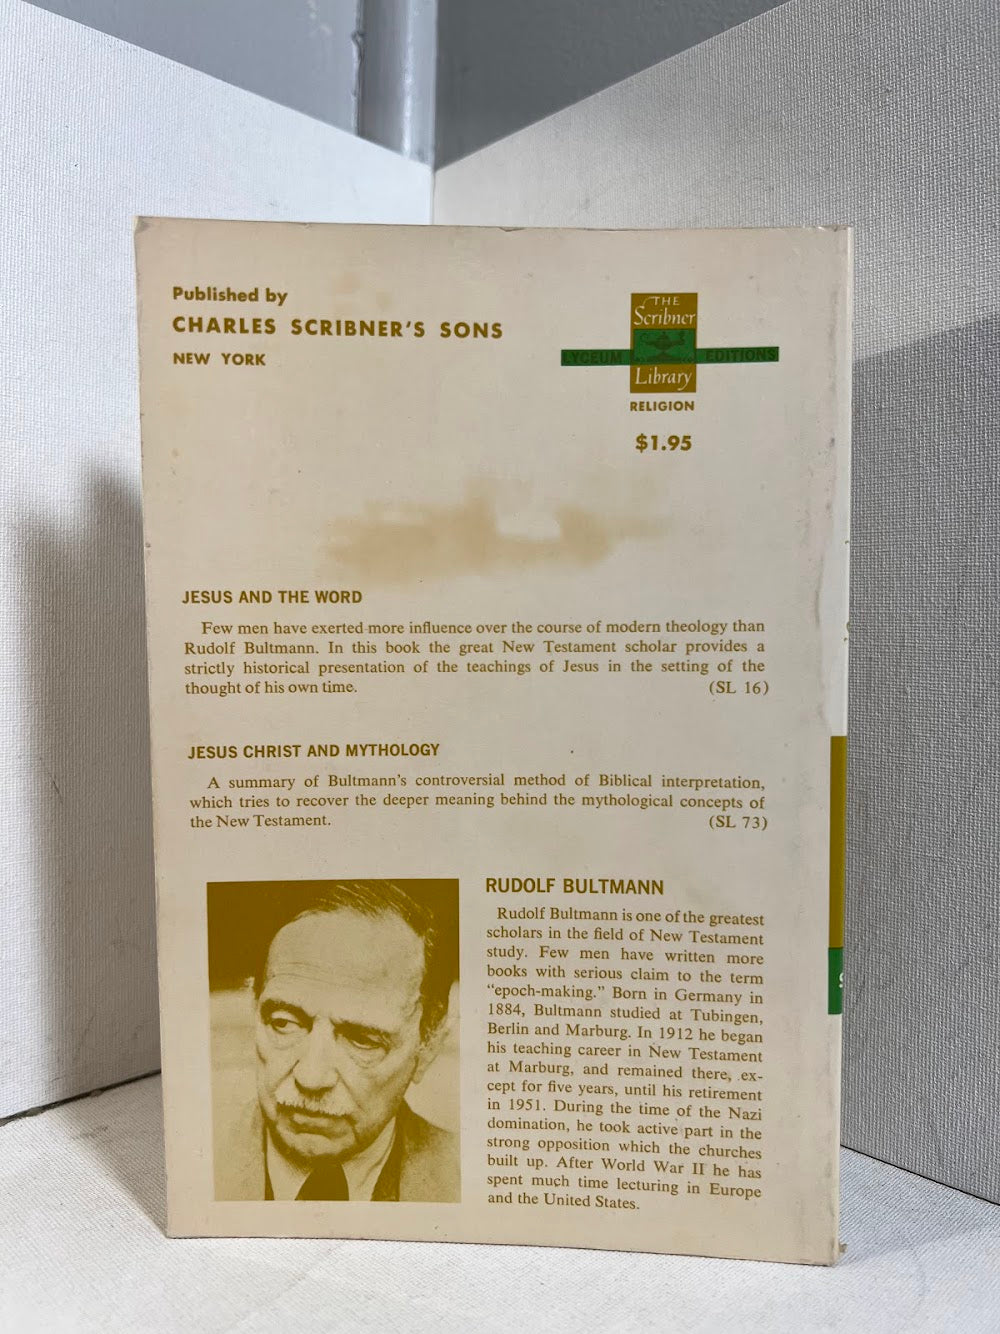 Published by
CHARLES SCRIBNER'S SONS
NEW YORK
THE
Scribner
LYCEUM EDITIONS
Library
RELIGION
$1.95
JESUS AND THE WORD
Few men have exerted more influence over the course of modern theology than
Rudolf Bultmann. In this book the great New Testament scholar provides a
strictly historical presentation of the teachings of Jesus in the setting of the
thought of his own time. (SL 16)
JESUS CHRIST AND MYTHOLOGY
A summary of Bultmann's controversial method of Biblical interpretation,
which tries to recover the deeper meaning behind the mythological concepts of
the New Testament. (SL 73)
RUDOLF BULTMANN
Rudolf Bultmann is one of the greatest
scholars in the field of New Testament
study. Few men have written more
books with serious claim to the term
"epoch-making." Born in Germany in
1884, Bultmann studied at Tubingen,
Berlin and Marburg. In 1912 he began
his teaching career in New Testament
at Marburg, and remained there, ex-
cept for five years, until his retirement
in 1951. During the time of the Nazi
domination, he took active part in the
strong opposition which the churches
built up. After World War II he has
spent much time lecturing in Europe
and the United States.